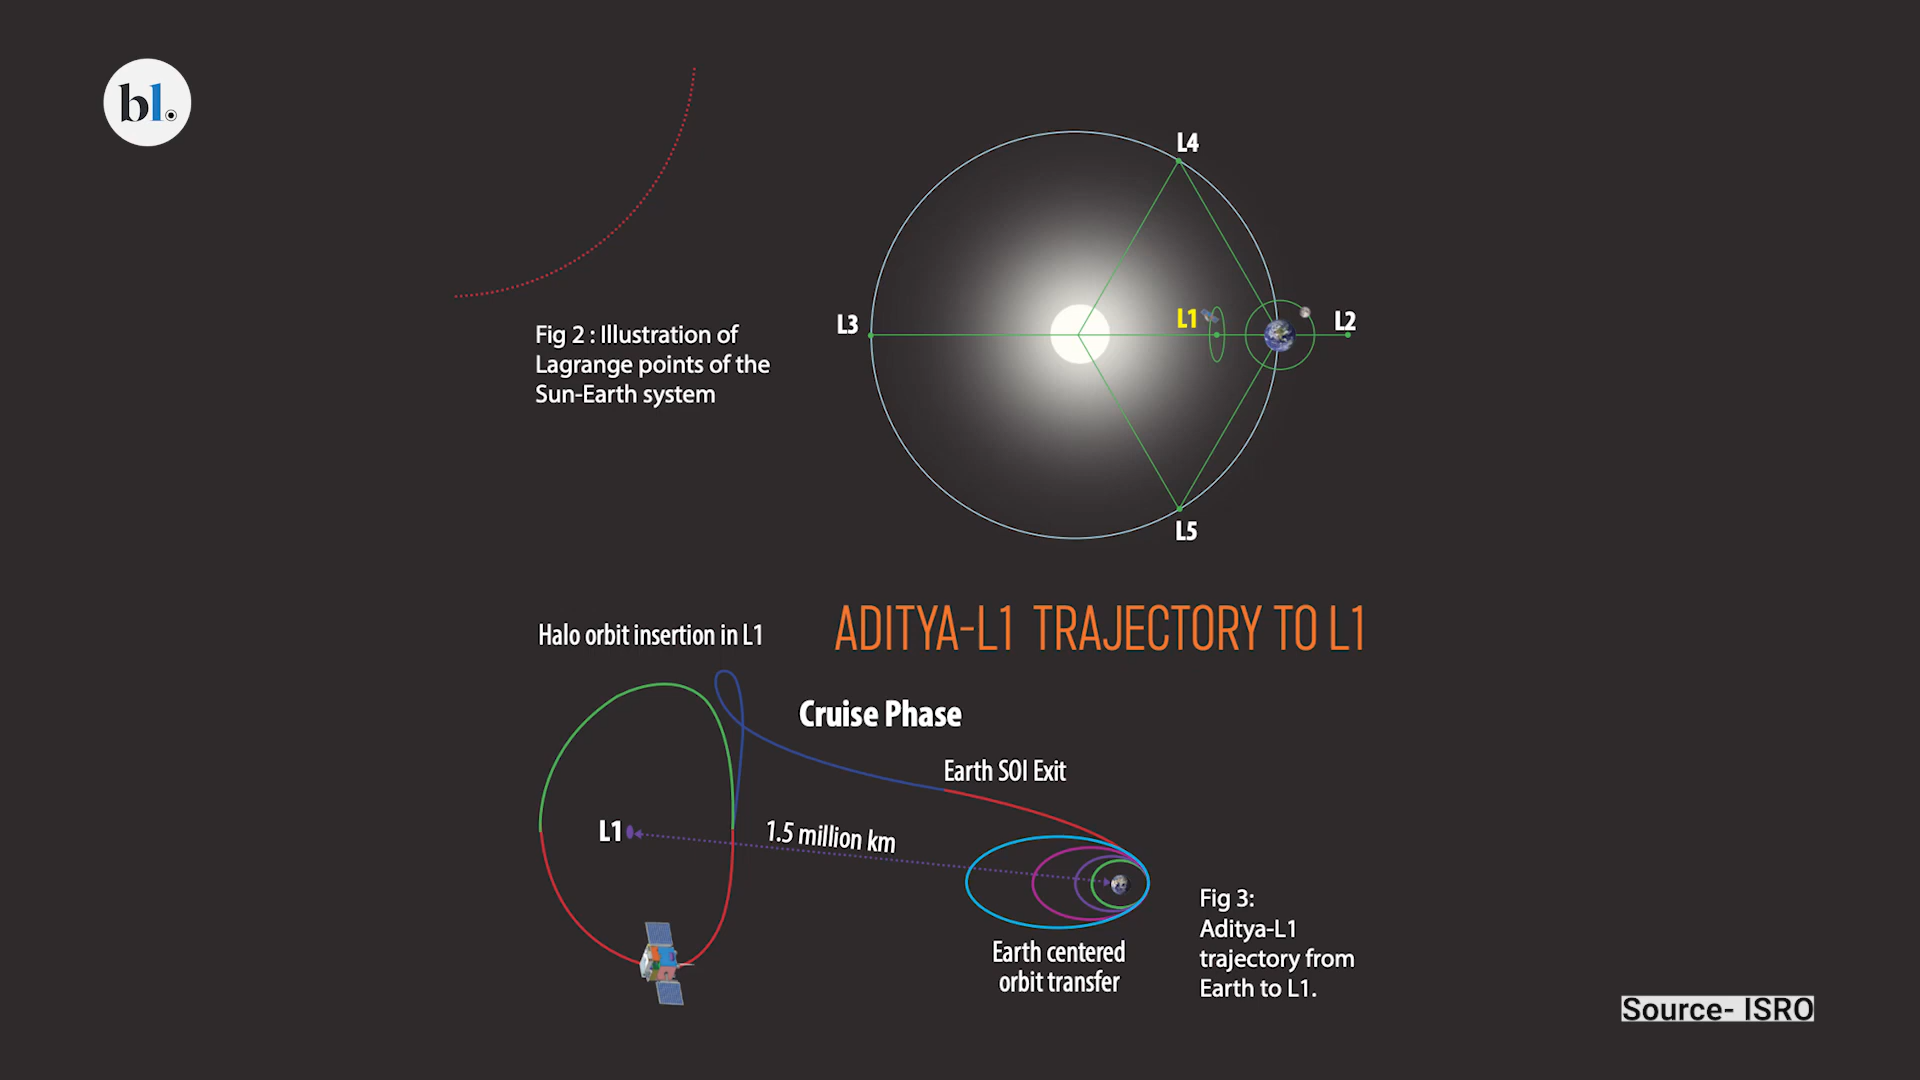 bl.
L4
L3
L1
L2
Fig 2 : Illustration of
Lagrange points of the
Sun-Earth system
L5
ADITYA-L1 TRAJECTORY TO L1
Halo orbit insertion in L1
Cruise Phase
Earth SOI Exit
L1
1.5 million km
Earth centered
orbit transfer
Fig 3:
Aditya-L1
trajectory from
Earth to L1.
Source- ISRO